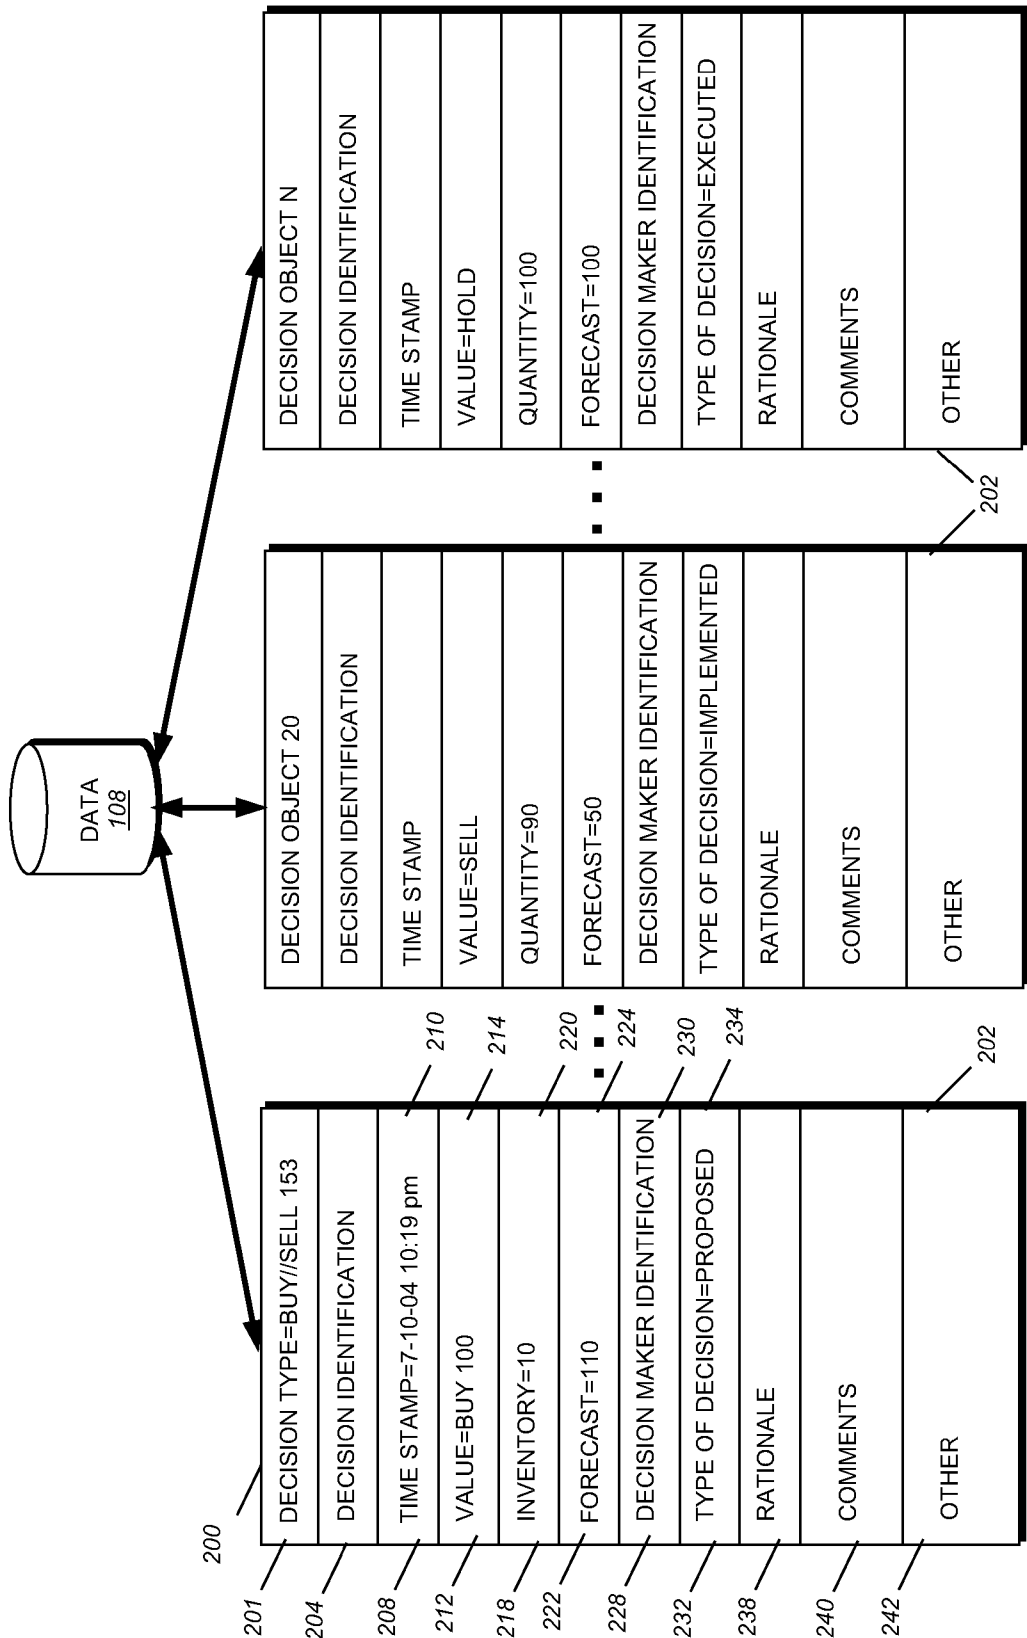 DATA
108
200
201
DECISION TYPE=BUY//SELL 153
204
DECISION IDENTIFICATION
208
TIME STAMP=7-10-04 10:19 pm
210
212
VALUE=BUY 100
214
218
INVENTORY=10
220
222
FORECAST=110
224
228
DECISION MAKER IDENTIFICATION
230
232
TYPE OF DECISION=PROPOSED
234
238
RATIONALE
240
COMMENTS
242
OTHER
202
DECISION OBJECT 20
DECISION IDENTIFICATION
TIME STAMP
VALUE=SELL
QUANTITY=90
FORECAST=50
DECISION MAKER IDENTIFICATION
TYPE OF DECISION=IMPLEMENTED
RATIONALE
COMMENTS
OTHER
202
DECISION OBJECT N
DECISION IDENTIFICATION
TIME STAMP
VALUE=HOLD
QUANTITY=100
FORECAST=100
DECISION MAKER IDENTIFICATION
TYPE OF DECISION=EXECUTED
RATIONALE
COMMENTS
OTHER